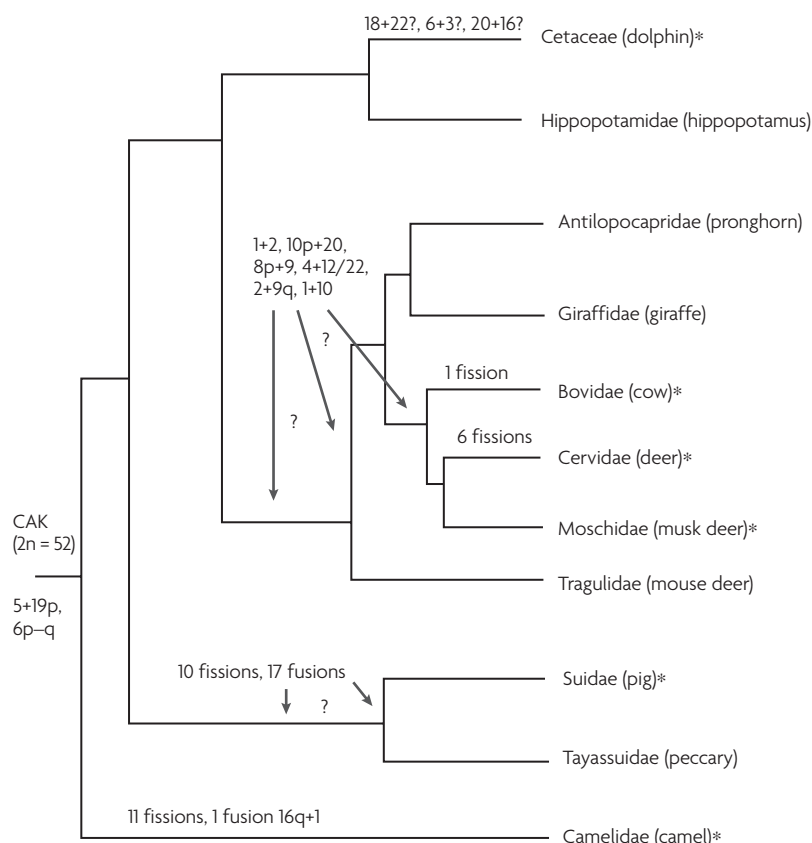 18+22?, 6+3?, 20+16?
Cetaceae (dolphin)*
Hippopotamidae (hippopotamus)
Antilopocapridae (pronghorn)
1+2, 10p+20,
8p+9, 4+12/22,
2+9q, 1+10
Giraffidae (giraffe)
?
1 fission
Bovidae (cow)*
?
6 fissions
Cervidae (deer)*
CAK
(2n = 52)
Moschidae (musk deer)*
Tragulidae (mouse deer)
5+19p,
6p–q
10 fissions, 17 fusions
Suidae (pig)*
?
Tayassuidae (peccary)
11 fissions, 1 fusion 16q+1
Camelidae (camel)*